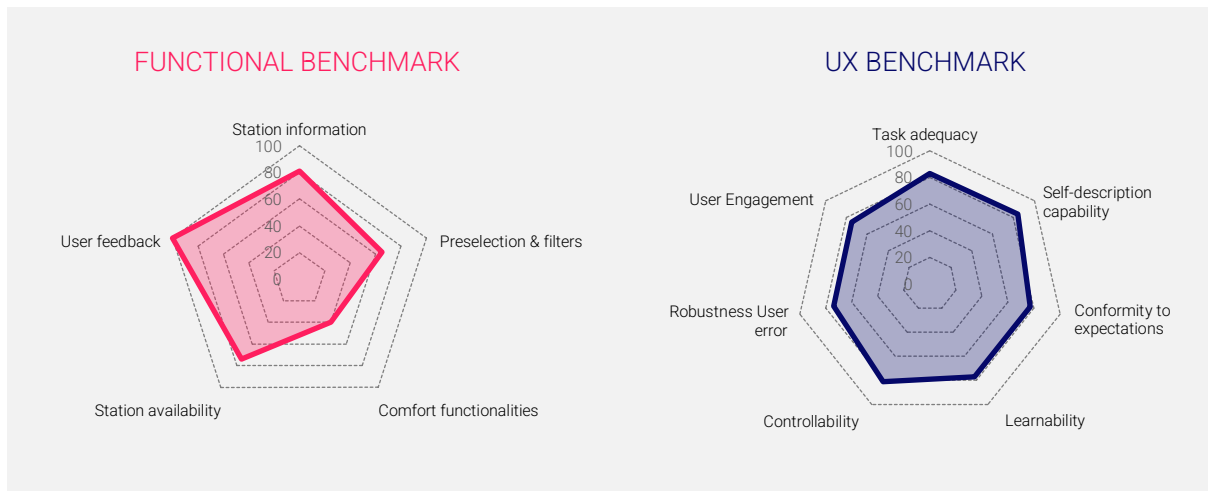 FUNCTIONAL BENCHMARK
Station information
100
80
60
40
20
0
User feedback
Preselection & filters
Station availability
Comfort functionalities
UX BENCHMARK
Task adequacy
100
80
60
40
20
0
User Engagement
Self-description
capability
Robustness User
error
Conformity to
expectations
Controllability
Learnability